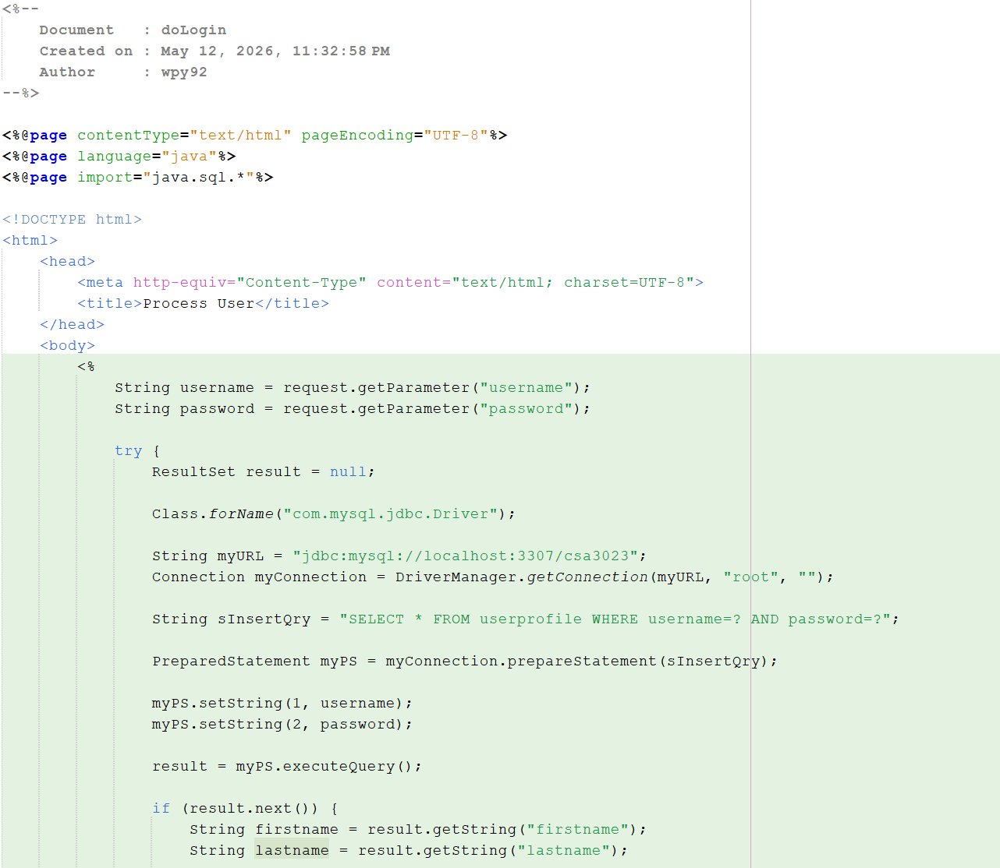 <%--
    Document   : doLogin
    Created on : May 12, 2026, 11:32:58 PM
    Author     : wpy92
--%>
<%@page contentType="text/html" pageEncoding="UTF-8"%>
<%@page language="java"%>
<%@page import="java.sql.*"%>
<!DOCTYPE html>
<html>
    <head>
        <meta http-equiv="Content-Type" content="text/html; charset=UTF-8">
        <title>Process User</title>
    </head>
    <body>
        <%
            String username = request.getParameter("username");
            String password = request.getParameter("password");
            try {
                ResultSet result = null;
                Class.forName("com.mysql.jdbc.Driver");
                String myURL = "jdbc:mysql://localhost:3307/csa3023";
                Connection myConnection = DriverManager.getConnection(myURL, "root", "");
                String sInsertQry = "SELECT * FROM userprofile WHERE username=? AND password=?";
                PreparedStatement myPS = myConnection.prepareStatement(sInsertQry);
                myPS.setString(1, username);
                myPS.setString(2, password);
                result = myPS.executeQuery();
                if (result.next()) {
                    String firstname = result.getString("firstname");
                    String lastname = result.getString("lastname");